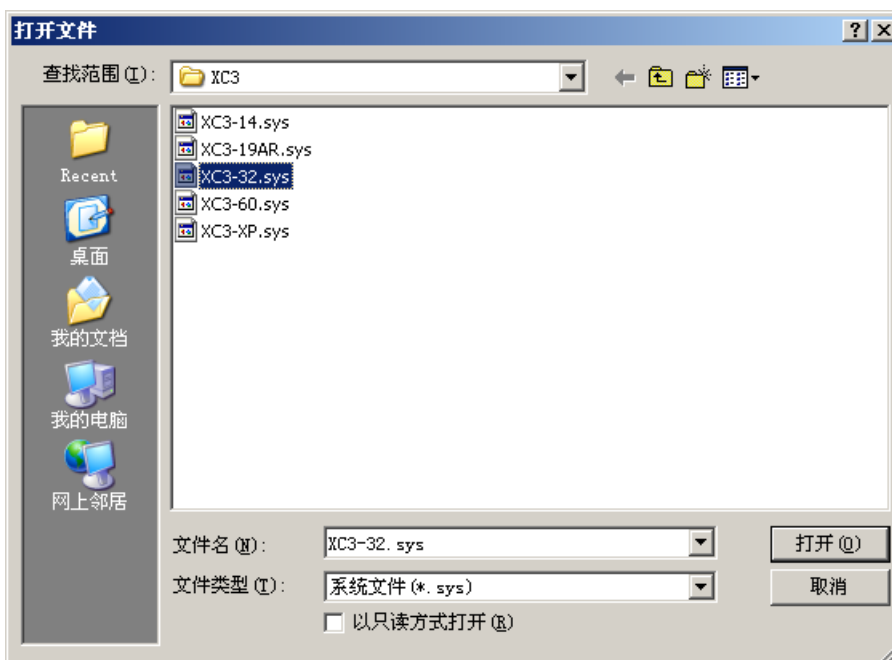 打开文件
查找范围(I):
XC3
XC3-14.sys
XC3-19AR.sys
XC3-32.sys
XC3-60.sys
XC3-XP.sys
Recent
桌面
我的文档
我的电脑
网上邻居
文件名(N):
XC3-32.sys
打开(O)
文件类型(T):
系统文件(*.sys)
取消
以只读方式打开(R)